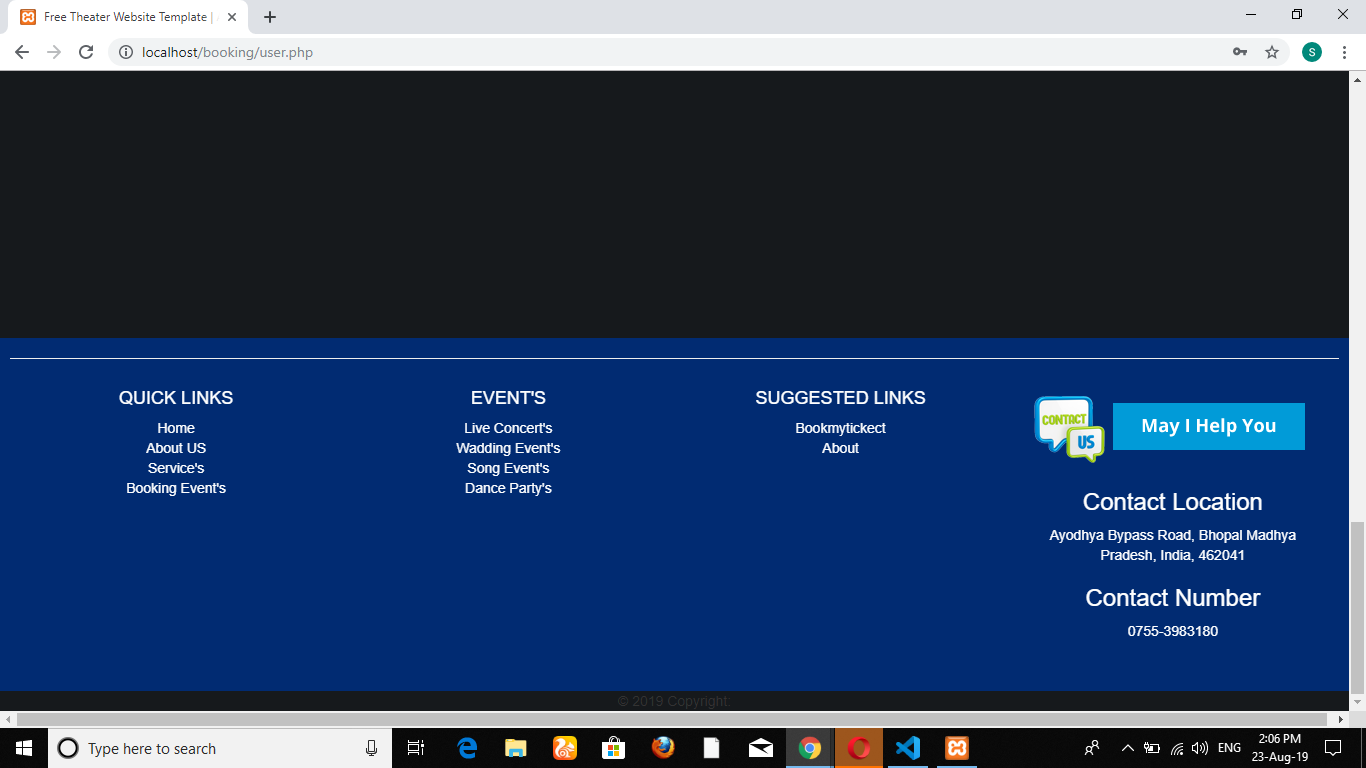 Free Theater Website Template |
localhost/booking/user.php
S
QUICK LINKS
Home
About US
Service's
Booking Event's
EVENT'S
Live Concert's
Wadding Event's
Song Event's
Dance Party's
SUGGESTED LINKS
Bookmytickect
About
CONTACT
US
May I Help You
Contact Location
Ayodhya Bypass Road, Bhopal Madhya
Pradesh, India, 462041
Contact Number
0755-3983180
© 2019 Copyright:
Type here to search
ENG
2:06 PM
23-Aug-19